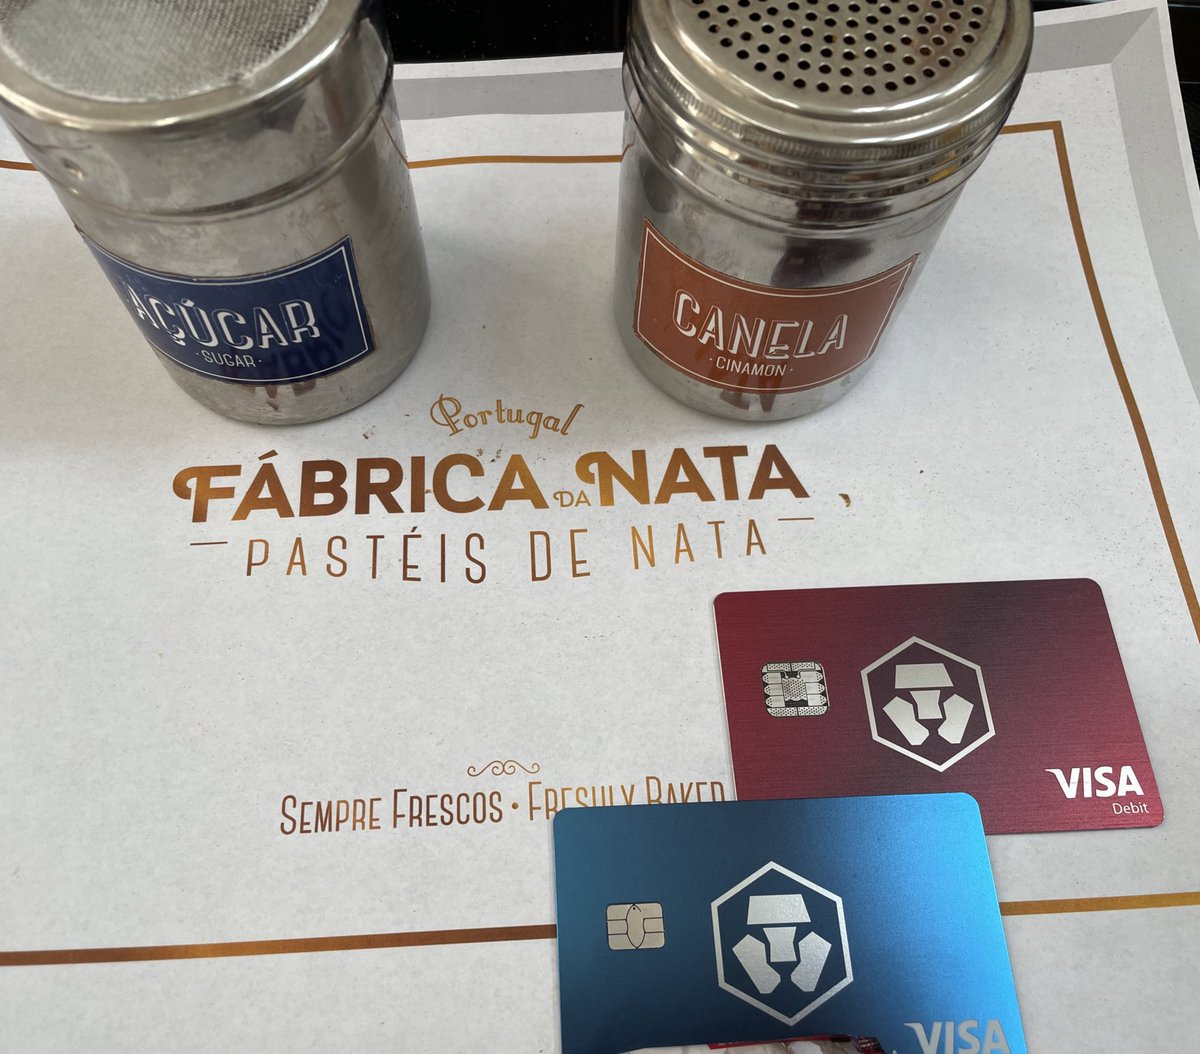 AÇÚCAR
· SUGAR ·
CANELA
· CINAMON ·
Portugal
FÁBRICA DA NATA
PASTÉIS DE NATA
SEMPRE FRESCOS · FRESHLY BAKED
VISA
Debit
VISA